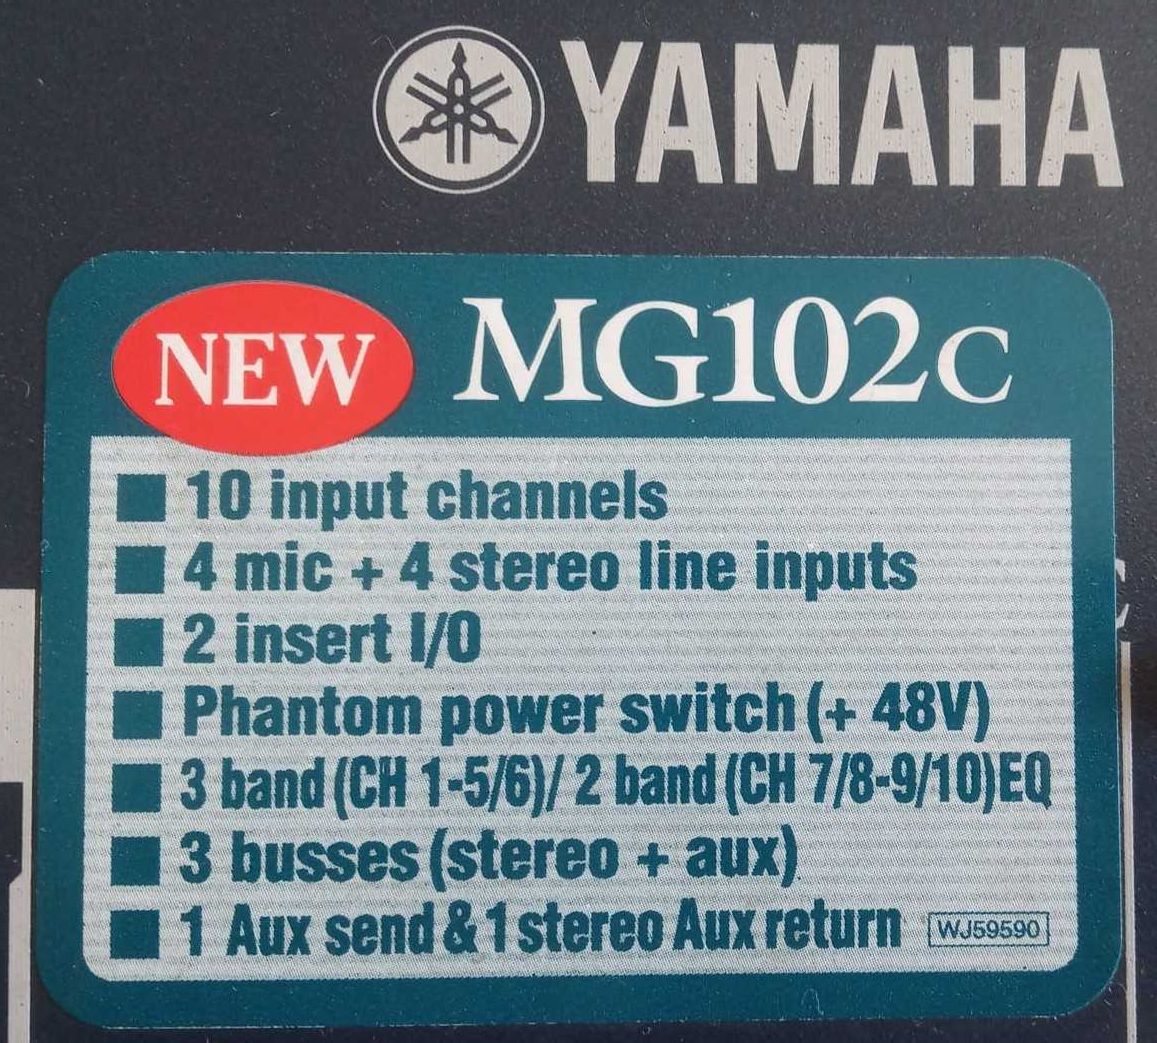 YAMAHA
NEW MG102C
10 input channels
4 mic + 4 stereo line inputs
2 insert I/O
Phantom power switch (+ 48V)
3 band (CH 1-5/6)/ 2 band (CH 7/8-9/10)EQ
3 busses (stereo + aux)
1 Aux send & 1 stereo Aux return WJ59590